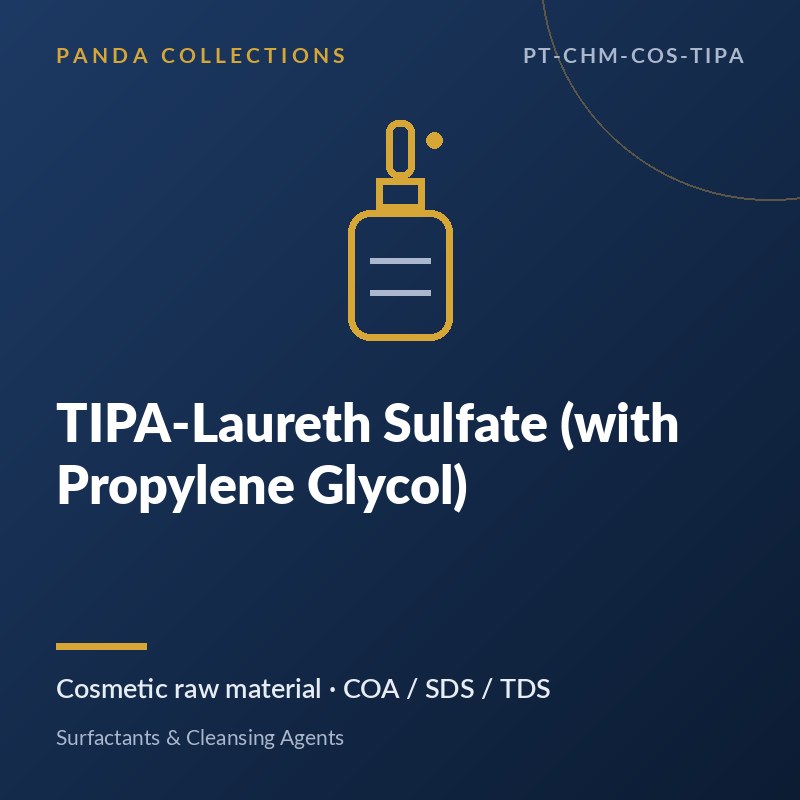 PANDA COLLECTIONS
PT-CHM-COS-TIPA
TIPA-Laureth Sulfate (with
Propylene Glycol)
Cosmetic raw material · COA / SDS / TDS
Surfactants & Cleansing Agents